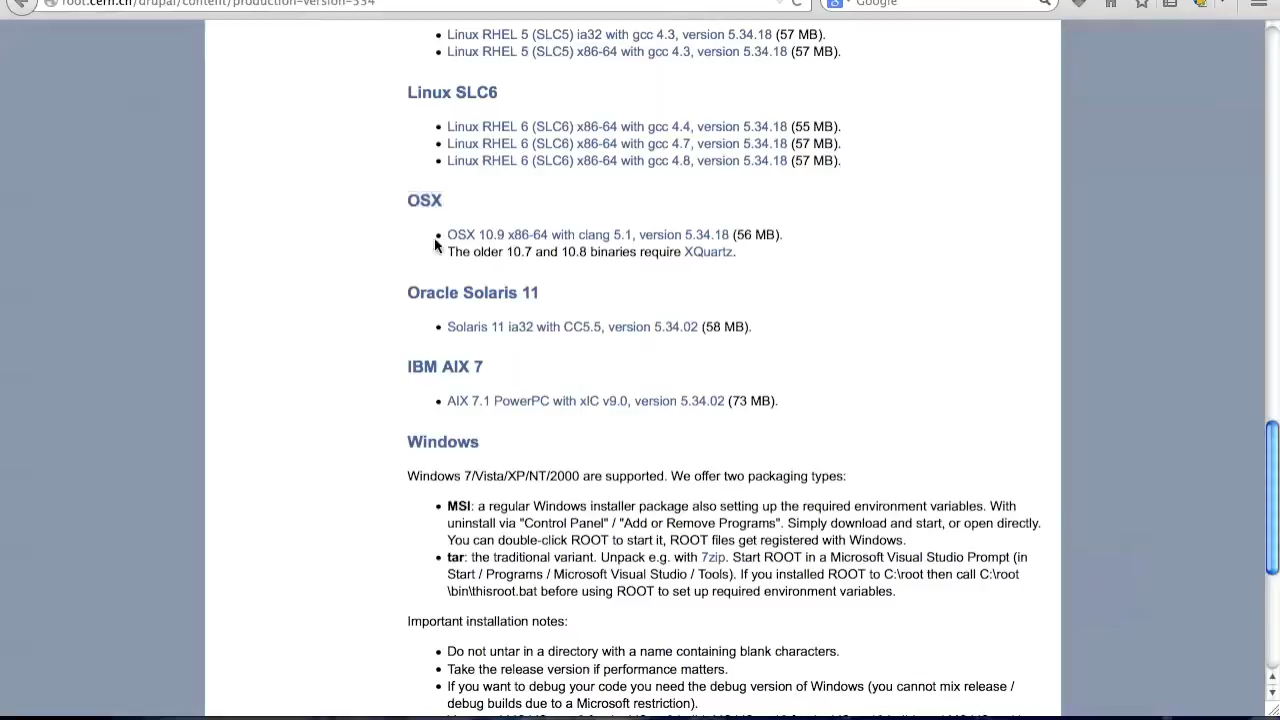 root.cern.ch/drupal/content/production-version-534
Google
Linux RHEL 5 (SLC5) ia32 with gcc 4.3, version 5.34.18 (57 MB).
Linux RHEL 5 (SLC5) x86-64 with gcc 4.3, version 5.34.18 (57 MB).
Linux SLC6
Linux RHEL 6 (SLC6) x86-64 with gcc 4.4, version 5.34.18 (55 MB).
Linux RHEL 6 (SLC6) x86-64 with gcc 4.7, version 5.34.18 (57 MB).
Linux RHEL 6 (SLC6) x86-64 with gcc 4.8, version 5.34.18 (57 MB).
OSX
OSX 10.9 x86-64 with clang 5.1, version 5.34.18 (56 MB).
The older 10.7 and 10.8 binaries require XQuartz.
Oracle Solaris 11
Solaris 11 ia32 with CC5.5, version 5.34.02 (58 MB).
IBM AIX 7
AIX 7.1 PowerPC with xlC v9.0, version 5.34.02 (73 MB).
Windows
Windows 7/Vista/XP/NT/2000 are supported. We offer two packaging types:
MSI: a regular Windows installer package also setting up the required environment variables. With
uninstall via "Control Panel" / "Add or Remove Programs". Simply download and start, or open directly.
You can double-click ROOT to start it, ROOT files get registered with Windows.
tar: the traditional variant. Unpack e.g. with 7zip. Start ROOT in a Microsoft Visual Studio Prompt (in
Start / Programs / Microsoft Visual Studio / Tools). If you installed ROOT to C:\root then call C:\root
\bin\thisroot.bat before using ROOT to set up required environment variables.
Important installation notes:
Do not untar in a directory with a name containing blank characters.
Take the release version if performance matters.
If you want to debug your code you need the debug version of Windows (you cannot mix release /
debug builds due to a Microsoft restriction).